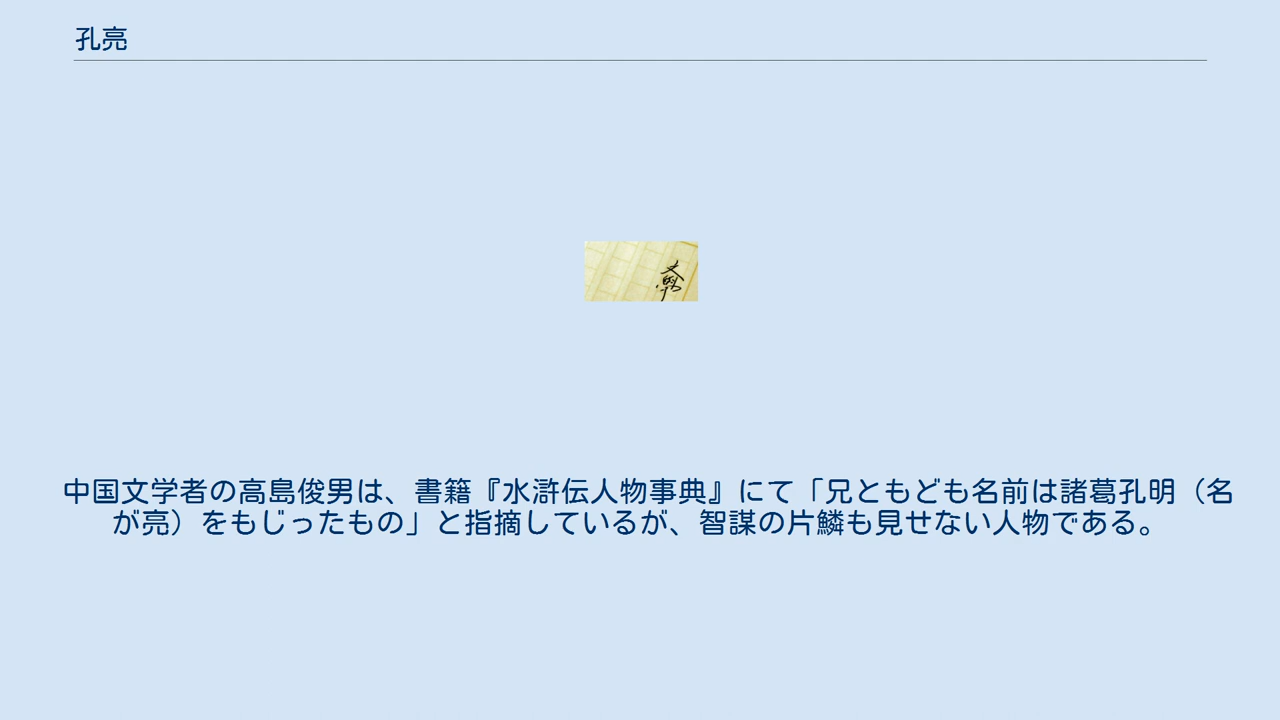 孔亮
中国文学者の高島俊男は、書籍『水滸伝人物事典』にて「兄ともども名前は諸葛孔明（名
が亮）をもじったもの」と指摘しているが、智謀の片鱗も見せない人物である。